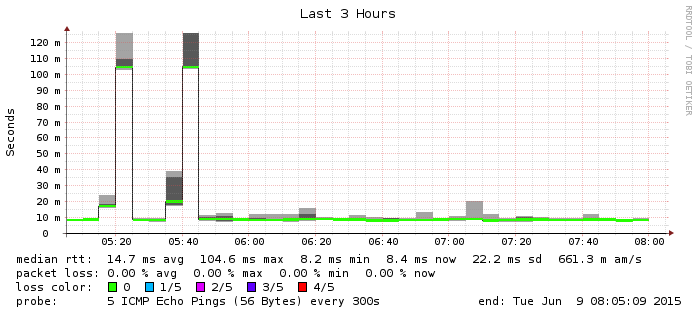 Last 3 Hours
RRDTOOL / TOBI OETIKER
Seconds
120 m
110 m
100 m
90 m
80 m
70 m
60 m
50 m
40 m
30 m
20 m
10 m
0
05:20 05:40 06:00 06:20 06:40 07:00 07:20 07:40 08:00
median rtt: 14.7 ms avg 104.6 ms max 8.2 ms min 8.4 ms now 22.2 ms sd 661.3 m am/s
packet loss: 0.00 % avg 0.00 % max 0.00 % min 0.00 % now
loss color: 0 1/5 2/5 3/5 4/5
probe: 5 ICMP Echo Pings (56 Bytes) every 300s end: Tue Jun 9 08:05:09 2015